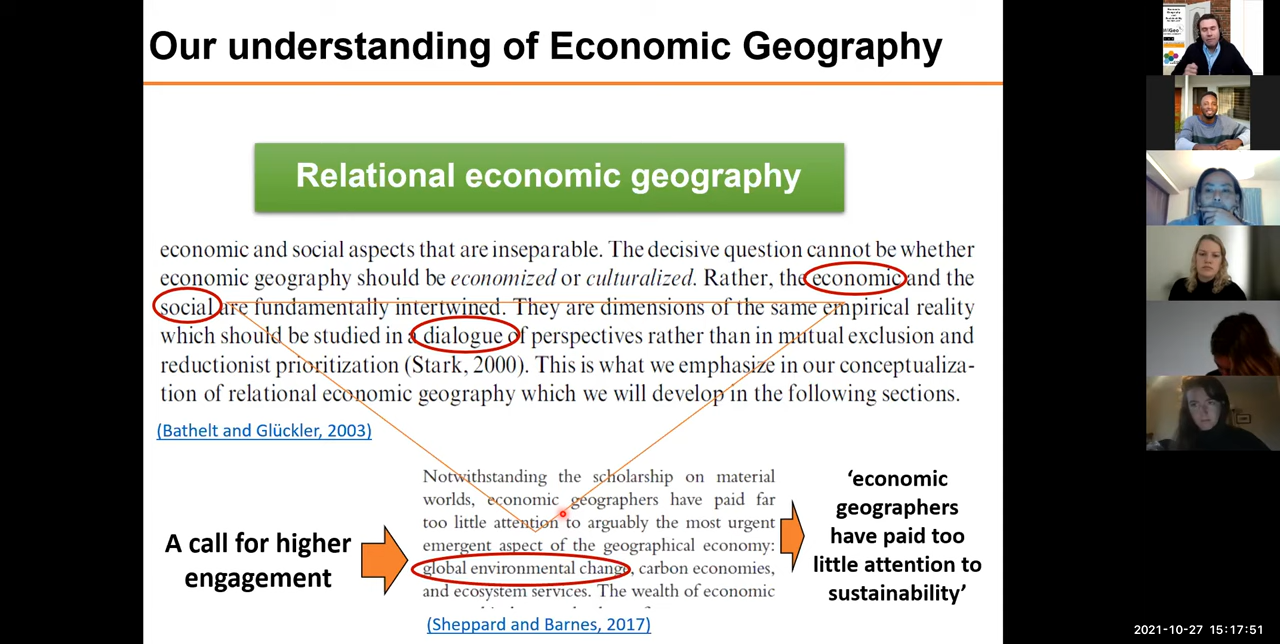 Our understanding of Economic Geography
Relational economic geography
economic and social aspects that are inseparable. The decisive question cannot be whether
economic geography should be economized or culturalized. Rather, the economic and the
social are fundamentally intertwined. They are dimensions of the same empirical reality
which should be studied in a dialogue of perspectives rather than in mutual exclusion and
reductionist prioritization (Stark, 2000). This is what we emphasize in our conceptualiza-
tion of relational economic geography which we will develop in the following sections.
(Bathelt and Glückler, 2003)
A call for higher
engagement
Notwithstanding the scholarship on material
worlds, economic geographers have paid far
too little attention to arguably the most urgent
emergent aspect of the geographical economy:
global environmental change, carbon economies,
and ecosystem services. The wealth of economic
(Sheppard and Barnes, 2017)
‘economic
geographers
have paid too
little attention to
sustainability’
2021-10-27 15:17:51